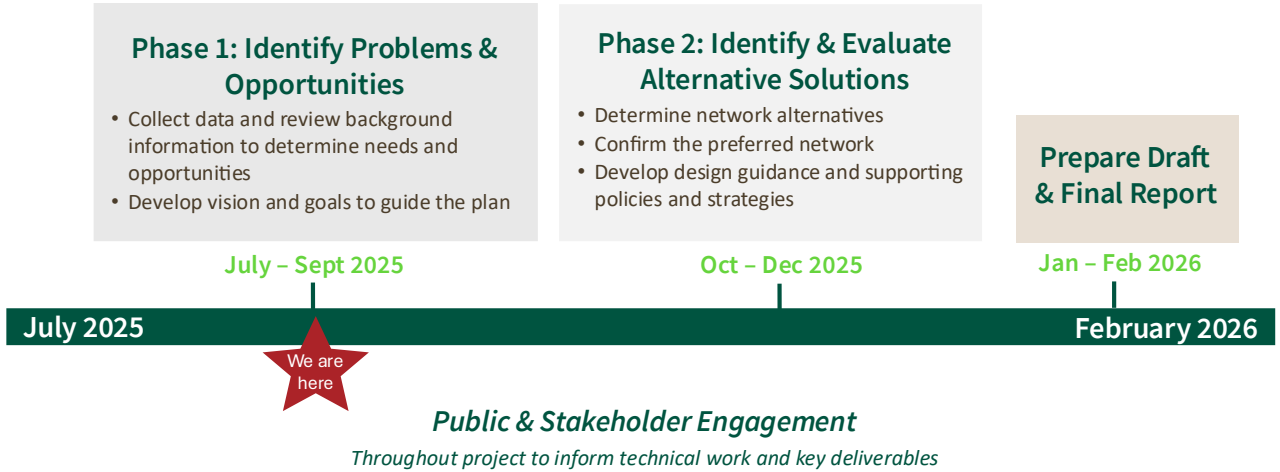 Phase 1: Identify Problems &
Opportunities
• Collect data and review background
information to determine needs and
opportunities
• Develop vision and goals to guide the plan
Phase 2: Identify & Evaluate
Alternative Solutions
• Determine network alternatives
• Confirm the preferred network
• Develop design guidance and supporting
policies and strategies
Prepare Draft
& Final Report
July – Sept 2025
Oct – Dec 2025
Jan – Feb 2026
July 2025
February 2026
We are
here
Public & Stakeholder Engagement
Throughout project to inform technical work and key deliverables